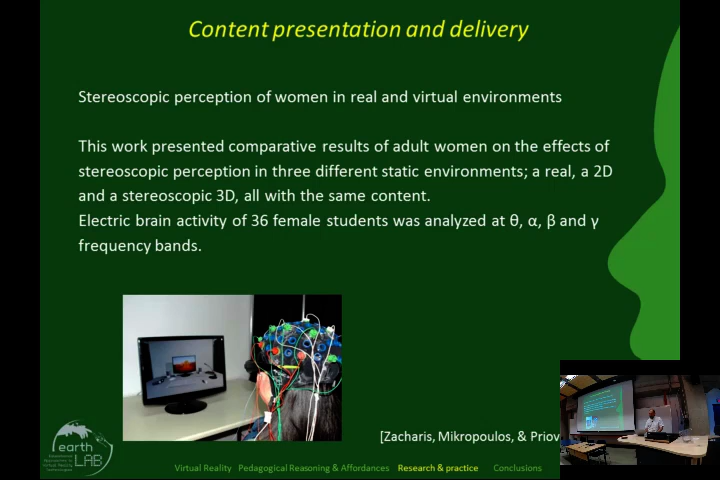 Content presentation and delivery
Stereoscopic perception of women in real and virtual environments
This work presented comparative results of adult women on the effects of
stereoscopic perception in three different static environments; a real, a 2D
and a stereoscopic 3D, all with the same content.
Electric brain activity of 36 female students was analyzed at θ, α, β and γ
frequency bands.
[Zacharis, Mikropoulos, & Priov
earth
LAB
Virtual Reality Pedagogical Reasoning & Affordances Research & practice Conclusions